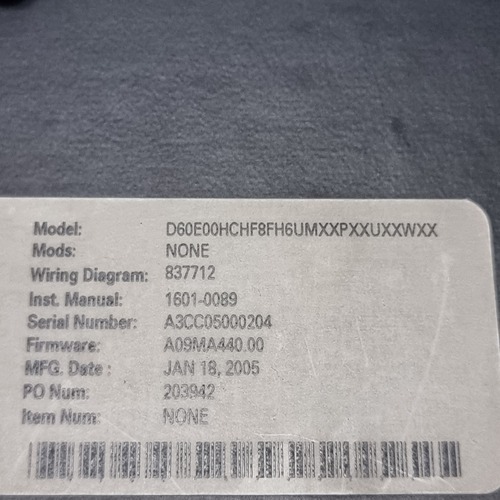 Model: D60E00HCHF8FH6UMXXPXXUXXWXX
Mods: NONE
Wiring Diagram: 837712
Inst. Manual: 1601-0089
Serial Number: A3CC05000204
Firmware: A09MA440.00
MFG. Date : JAN 18, 2005
PO Num: 203942
Item Num: NONE